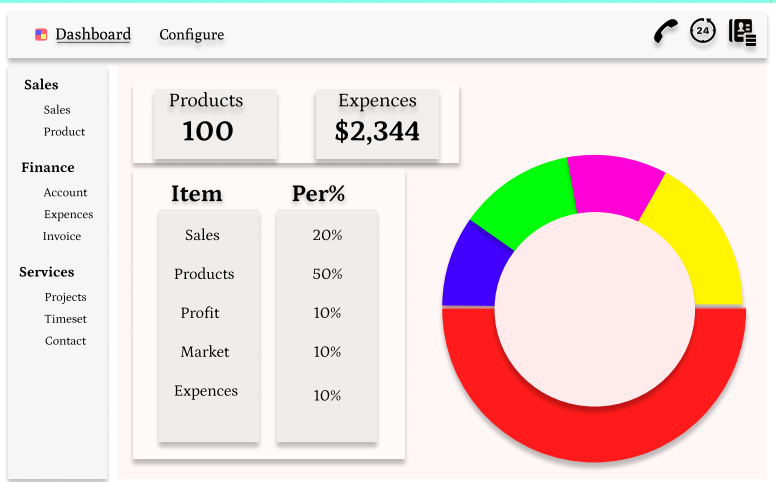 Dashboard Configure 24
Sales
Sales
Product
Finance
Account
Expences
Invoice
Services
Projects
Timeset
Contact
Products Expences
100 $2,344
Item Per%
Sales 20%
Products 50%
Profit 10%
Market 10%
Expences 10%